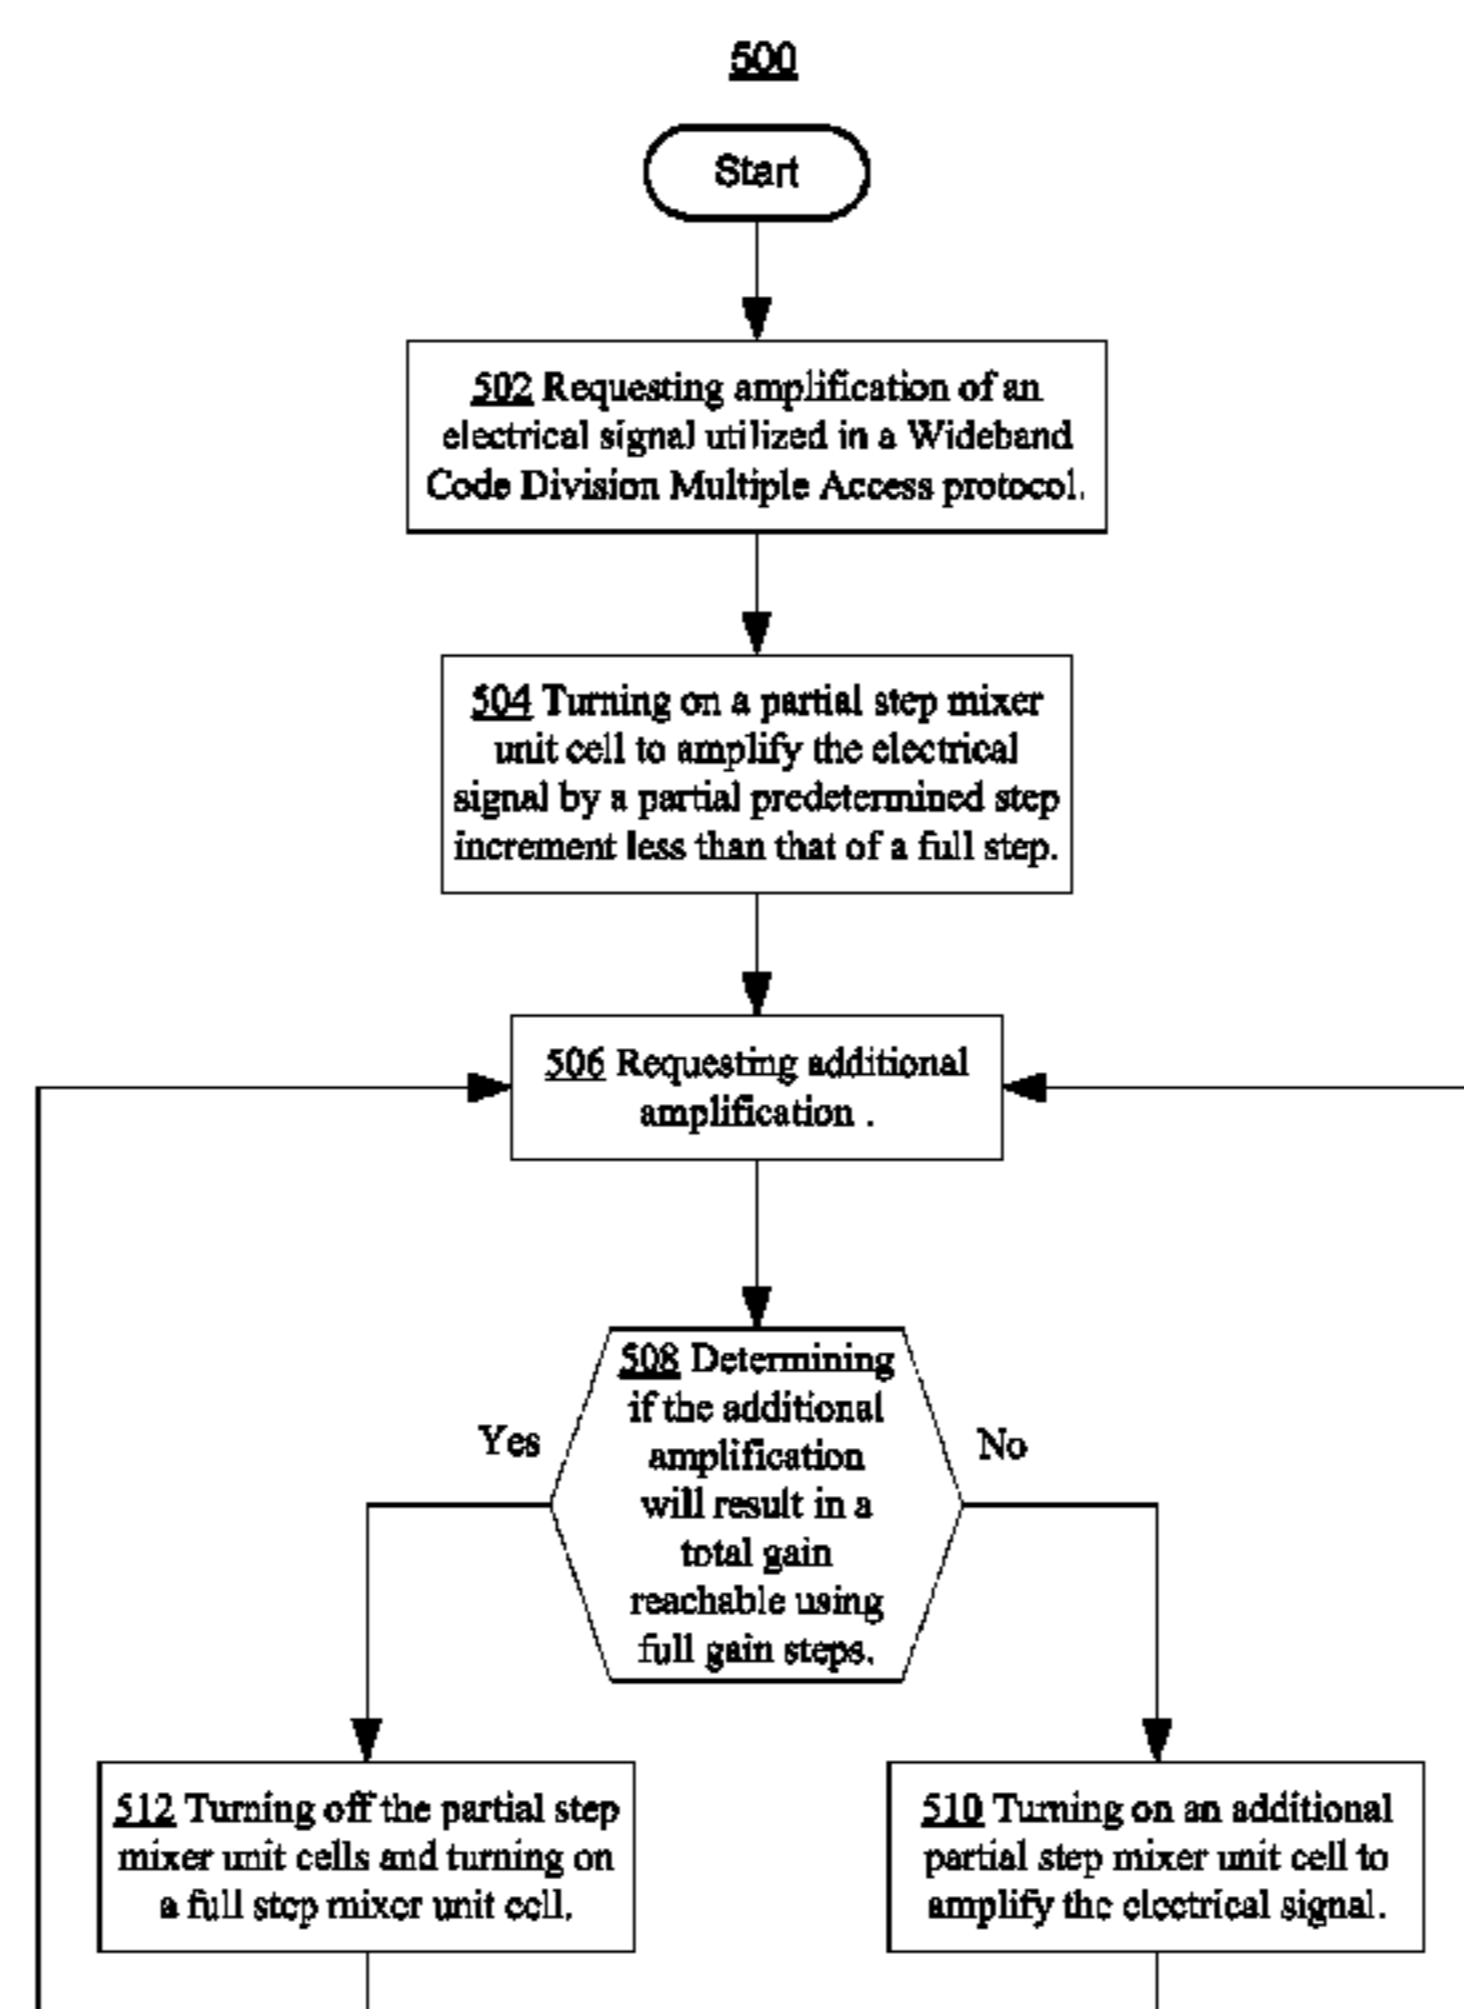 500
Start
502 Requesting amplification of an
electrical signal utilized in a Wideband
Code Division Multiple Access protocol.
504 Turning on a partial step mixer
unit cell to amplify the electrical
signal by a partial predetermined step
increment less than that of a full step.
506 Requesting additional
amplification .
508 Determining
if the additional
amplification
will result in a
total gain
reachable using
full gain steps.
Yes
No
512 Turning off the partial step
mixer unit cells and turning on
a full step mixer unit cell.
510 Turning on an additional
partial step mixer unit cell to
amplify the electrical signal.